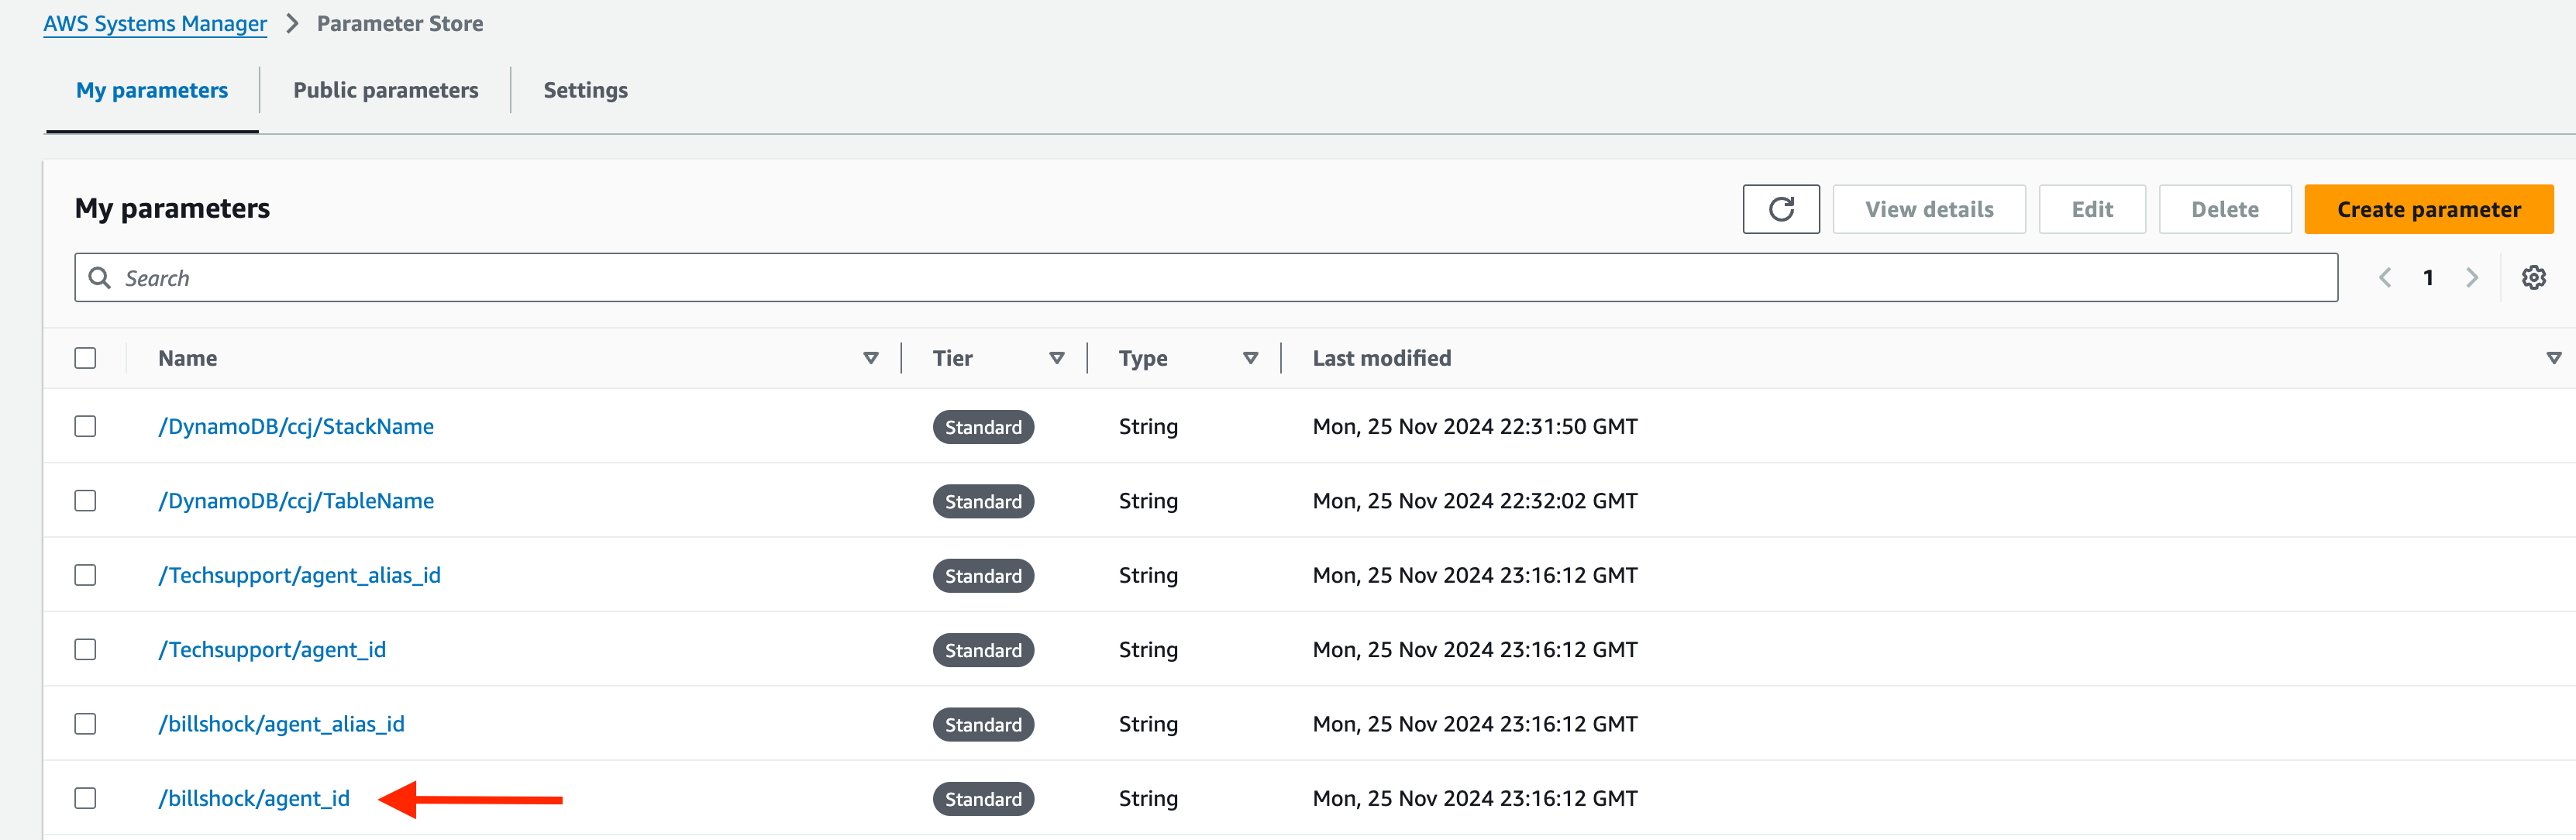 AWS Systems Manager > Parameter Store
My parameters Public parameters Settings
My parameters View details Edit Delete Create parameter
Search 1
Name Tier Type Last modified
/DynamoDB/ccj/StackName Standard String Mon, 25 Nov 2024 22:31:50 GMT
/DynamoDB/ccj/TableName Standard String Mon, 25 Nov 2024 22:32:02 GMT
/Techsupport/agent_alias_id Standard String Mon, 25 Nov 2024 23:16:12 GMT
/Techsupport/agent_id Standard String Mon, 25 Nov 2024 23:16:12 GMT
/billshock/agent_alias_id Standard String Mon, 25 Nov 2024 23:16:12 GMT
/billshock/agent_id Standard String Mon, 25 Nov 2024 23:16:12 GMT